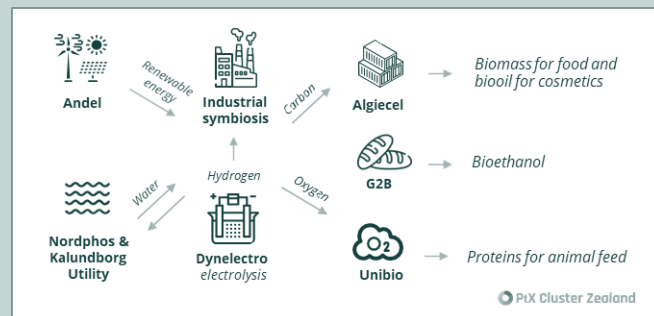 Andel
Renewable
energy
Industrial
symbiosis
Carbon
Algiecel
Biomass for food and
biooil for cosmetics
G2B
Bioethanol
Nordphos &
Kalundborg
Utility
Water
Hydrogen
Dynelectro
electrolysis
Oxygen
O2
Unibio
Proteins for animal feed
PtX Cluster Zealand